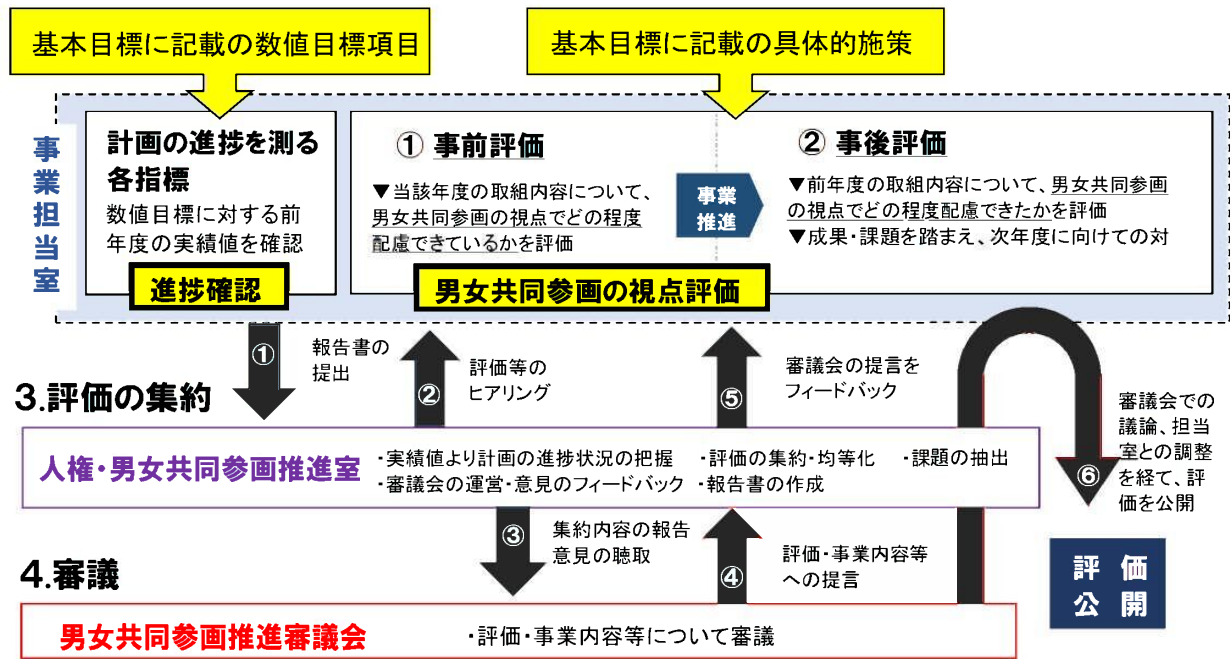 基本目標に記載の数値目標項目
基本目標に記載の具体的施策
事業担当室
計画の進捗を測る
各指標
数値目標に対する前
年度の実績値を確認
進捗確認
① 事前評価
▼当該年度の取組内容について、
男女共同参画の視点でどの程度
配慮できているかを評価
事業
推進
② 事後評価
▼前年度の取組内容について、男女共同参画
の視点でどの程度配慮できたかを評価
▼成果・課題を踏まえ、次年度に向けての対
男女共同参画の視点評価
①
報告書の
提出
②
評価等の
ヒアリング
⑤
審議会の提言を
フィードバック
3.評価の集約
人権・男女共同参画推進室
・実績値より計画の進捗状況の把握 ・評価の集約・均等化 ・課題の抽出
・審議会の運営・意見のフィードバック ・報告書の作成
審議会での
議論、担当
室との調整
を経て、評
価を公開
⑥
③
集約内容の報告
意見の聴取
④
評価・事業内容等
への提言
評価
公開
4.審議
男女共同参画推進審議会
・評価・事業内容等について審議